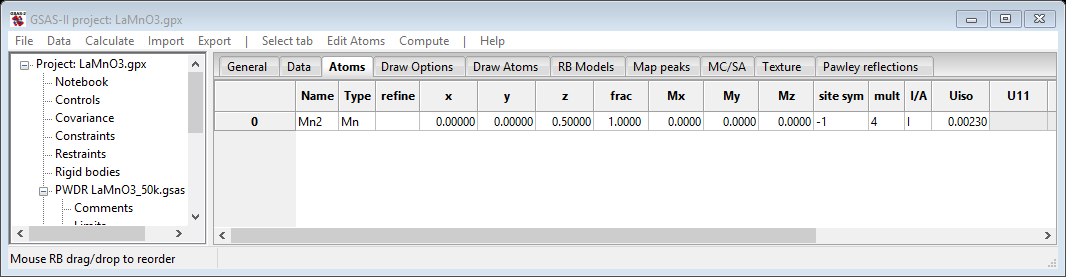 GSAS-II project: LaMnO3.gpx
File Data Calculate Import Export | Select tab Edit Atoms Compute | Help
Project: LaMnO3.gpx
Notebook
Controls
Covariance
Constraints
Restraints
Rigid bodies
PWDR LaMnO3_50k.gsas
Comments
General Data Atoms Draw Options Draw Atoms RB Models Map peaks MC/SA Texture Pawley reflections
Name Type refine x y z frac Mx My Mz site sym mult I/A Uiso U11
0 Mn2 Mn 0.00000 0.00000 0.50000 1.0000 0.0000 0.0000 0.0000 -1 4 I 0.00230
Mouse RB drag/drop to reorder